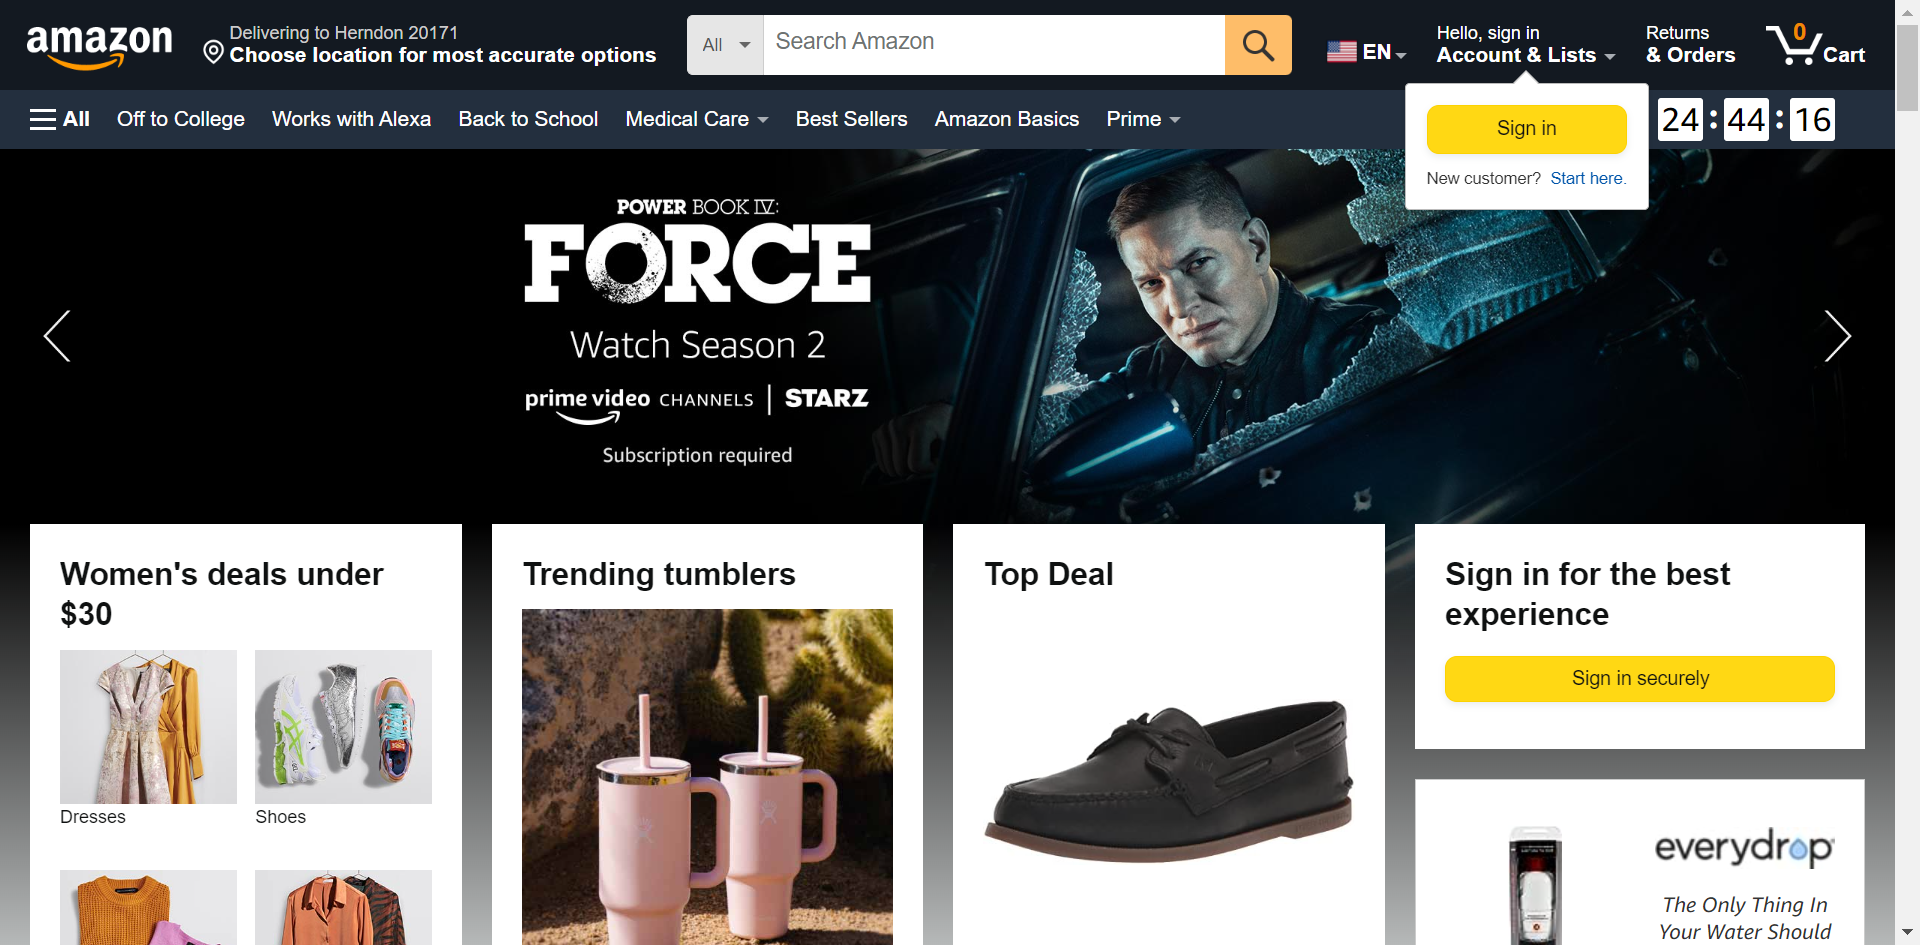 amazon
Delivering to Herndon 20171
Choose location for most accurate options
All
Search Amazon
EN
Hello, sign in
Account & Lists
Returns
& Orders
0
Cart
All
Off to College
Works with Alexa
Back to School
Medical Care
Best Sellers
Amazon Basics
Prime
24 : 44 : 16
Sign in
New customer? Start here.
POWER BOOK IV:
FORCE
Watch Season 2
prime video CHANNELS | STARZ
Subscription required
Women's deals under
$30
Dresses
Shoes
Trending tumblers
Top Deal
Sign in for the best
experience
Sign in securely
everydrop
The Only Thing In
Your Water Should